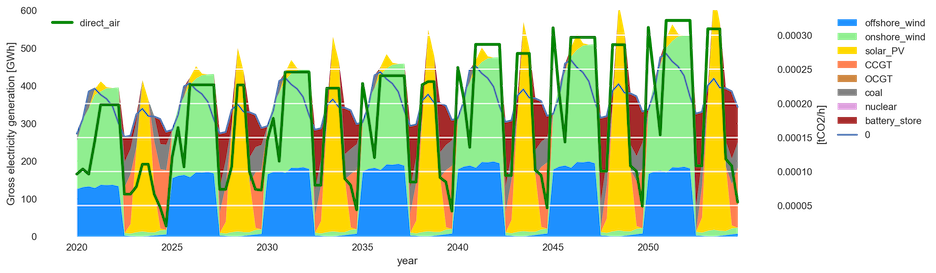 Gross electricity generation [GWh]
600
500
400
300
200
100
0
direct_air
2020
2025
2030
2035
2040
2045
2050
year
0.00030
0.00025
0.00020
0.00015
0.00010
0.00005
[tCO2/h]
offshore_wind
onshore_wind
solar_PV
CCGT
OCGT
coal
nuclear
battery_store
0